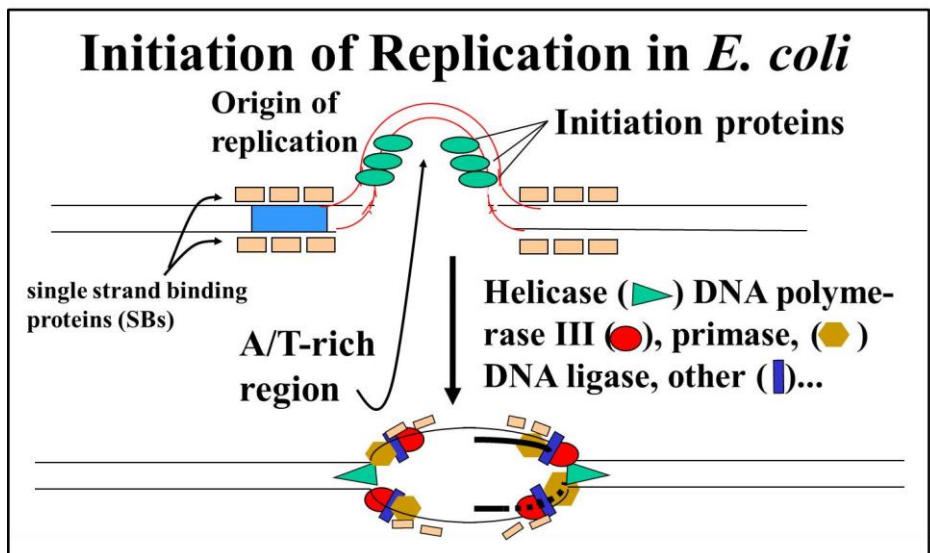 Initiation of Replication in E. coli
Origin of
replication
Initiation proteins
single strand binding
proteins (SBs)
A/T-rich
region
Helicase ( ) DNA polyme-
rase III ( ), primase, ( )
DNA ligase, other ( )...